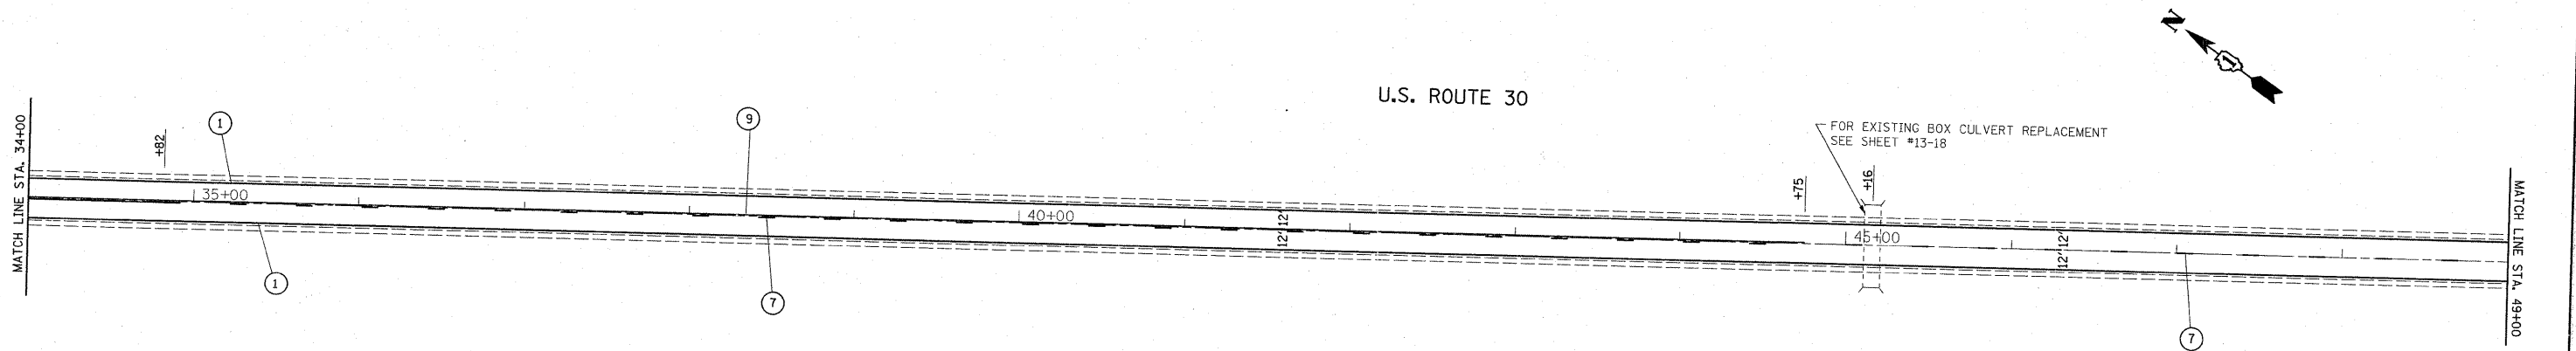 N
U.S. ROUTE 30
MATCH LINE STA. 34+00
+82
1
9
FOR EXISTING BOX CULVERT REPLACEMENT
SEE SHEET #13-18
+75
+16
35+00
40+00
45+00
12' 12'
12' 12'
1
7
7
MATCH LINE STA. 49+00